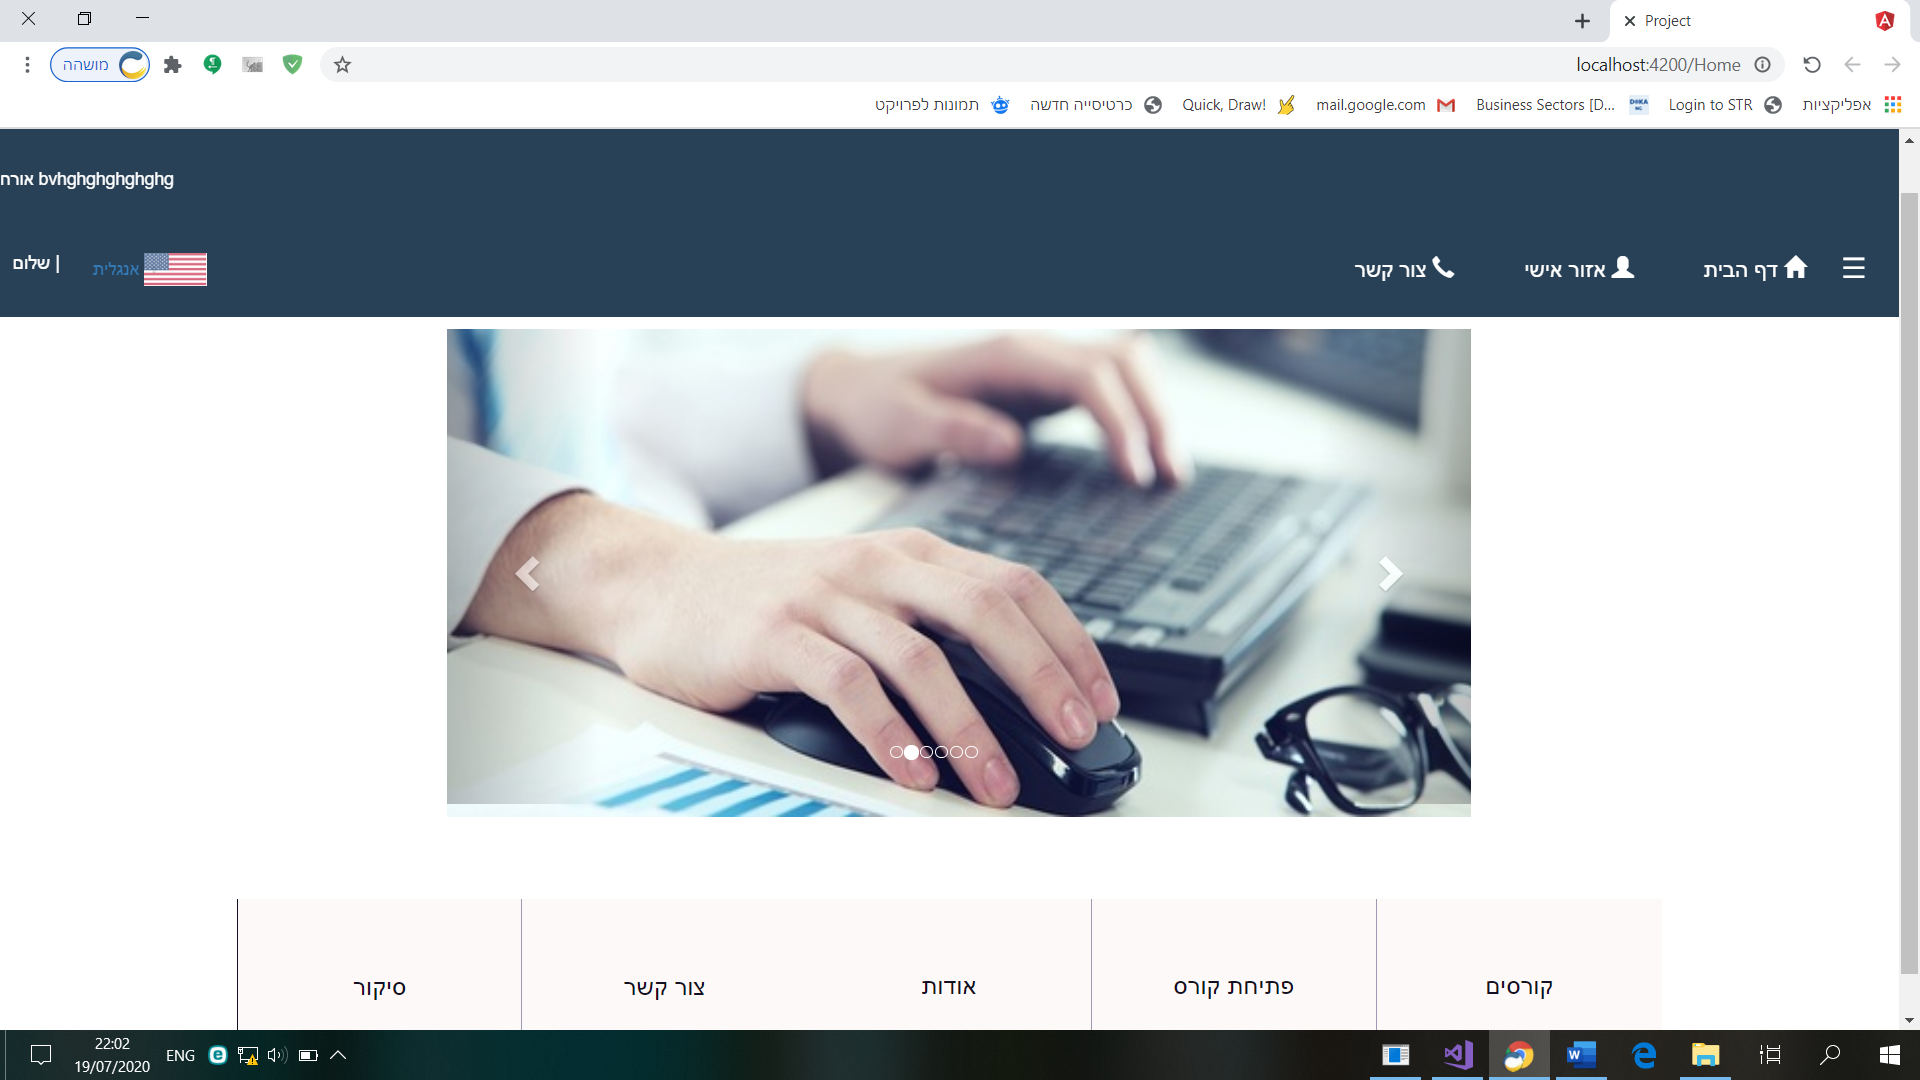 Project
localhost:4200/Home
מושהה
אפליקציות
Login to STR
Business Sectors [D...
mail.google.com
Quick, Draw!
כרטיסייה חדשה
תמונות לפרויקט
אורח bvhghghghghghg
דף הבית
אזור אישי
צור קשר
אנגלית
| שלום
קורסים
פתיחת קורס
אודות
צור קשר
סיקור
22:02
19/07/2020
ENG